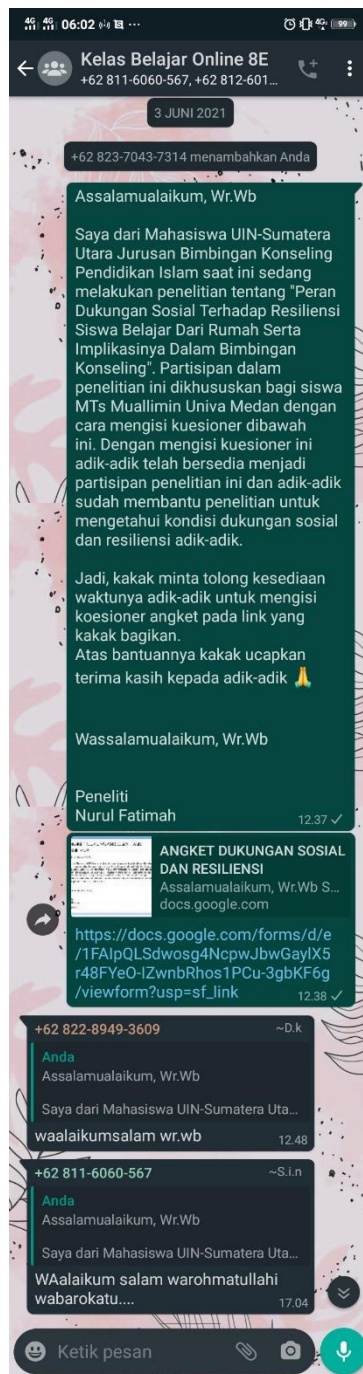 4G 4G 06:02 ... 4G+ 99
Kelas Belajar Online 8E
+62 811-6060-567, +62 812-601...
3 JUNI 2021
+62 823-7043-7314 menambahkan Anda
Assalamualaikum, Wr.Wb
Saya dari Mahasiswa UIN-Sumatera
Utara Jurusan Bimbingan Konseling
Pendidikan Islam saat ini sedang
melakukan penelitian tentang "Peran
Dukungan Sosial Terhadap Resiliensi
Siswa Belajar Dari Rumah Serta
Implikasinya Dalam Bimbingan
Konseling". Partisipan dalam
penelitian ini dikhususkan bagi siswa
MTs Muallimin Univa Medan dengan
cara mengisi kuesioner dibawah
ini. Dengan mengisi kuesioner ini
adik-adik telah bersedia menjadi
partisipan penelitian ini dan adik-adik
sudah membantu penelitian untuk
mengetahui kondisi dukungan sosial
dan resiliensi adik-adik.
Jadi, kakak minta tolong kesediaan
waktunya adik-adik untuk mengisi
koesioner angket pada link yang
kakak bagikan.
Atas bantuannya kakak ucapkan
terima kasih kepada adik-adik 🙏
Wassalamualaikum, Wr.Wb
Peneliti
Nurul Fatimah 12.37
ANGKET DUKUNGAN SOSIAL
DAN RESILIENSI
Assalamualaikum, Wr.Wb S...
docs.google.com
https://docs.google.com/forms/d/e
/1FAIpQLSdwosg4NcpwJbwGaylX5
r48FYeO-IZwnbRhos1PCu-3gbKF6g
/viewform?usp=sf_link 12.38
+62 822-8949-3609 ~D.k
Anda
Assalamualaikum, Wr.Wb
Saya dari Mahasiswa UIN-Sumatera Uta...
waalaikumsalam wr.wb 12.48
+62 811-6060-567 ~S.i.n
Anda
Assalamualaikum, Wr.Wb
Saya dari Mahasiswa UIN-Sumatera Uta...
WAalaikum salam warohmatullahi
wabarokatu.... 17.04
Ketik pesan